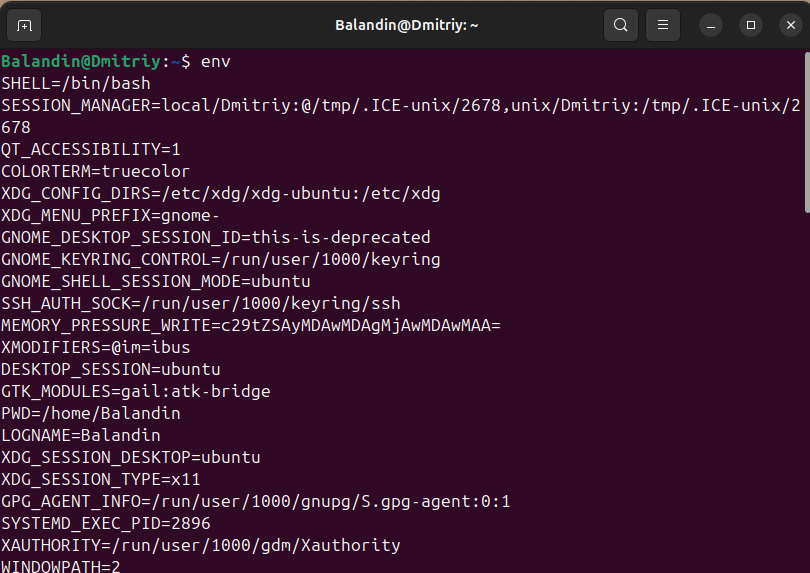 Balandin@Dmitriy: ~
Balandin@Dmitriy:~$ env
SHELL=/bin/bash
SESSION_MANAGER=local/Dmitriy:@/tmp/.ICE-unix/2678,unix/Dmitriy:/tmp/.ICE-unix/2
678
QT_ACCESSIBILITY=1
COLORTERM=truecolor
XDG_CONFIG_DIRS=/etc/xdg/xdg-ubuntu:/etc/xdg
XDG_MENU_PREFIX=gnome-
GNOME_DESKTOP_SESSION_ID=this-is-deprecated
GNOME_KEYRING_CONTROL=/run/user/1000/keyring
GNOME_SHELL_SESSION_MODE=ubuntu
SSH_AUTH_SOCK=/run/user/1000/keyring/ssh
MEMORY_PRESSURE_WRITE=c29tZSAyMDAwMDAgMjAwMDAwMAA=
XMODIFIERS=@im=ibus
DESKTOP_SESSION=ubuntu
GTK_MODULES=gail:atk-bridge
PWD=/home/Balandin
LOGNAME=Balandin
XDG_SESSION_DESKTOP=ubuntu
XDG_SESSION_TYPE=x11
GPG_AGENT_INFO=/run/user/1000/gnupg/S.gpg-agent:0:1
SYSTEMD_EXEC_PID=2896
XAUTHORITY=/run/user/1000/gdm/Xauthority
WINDOWPATH=2